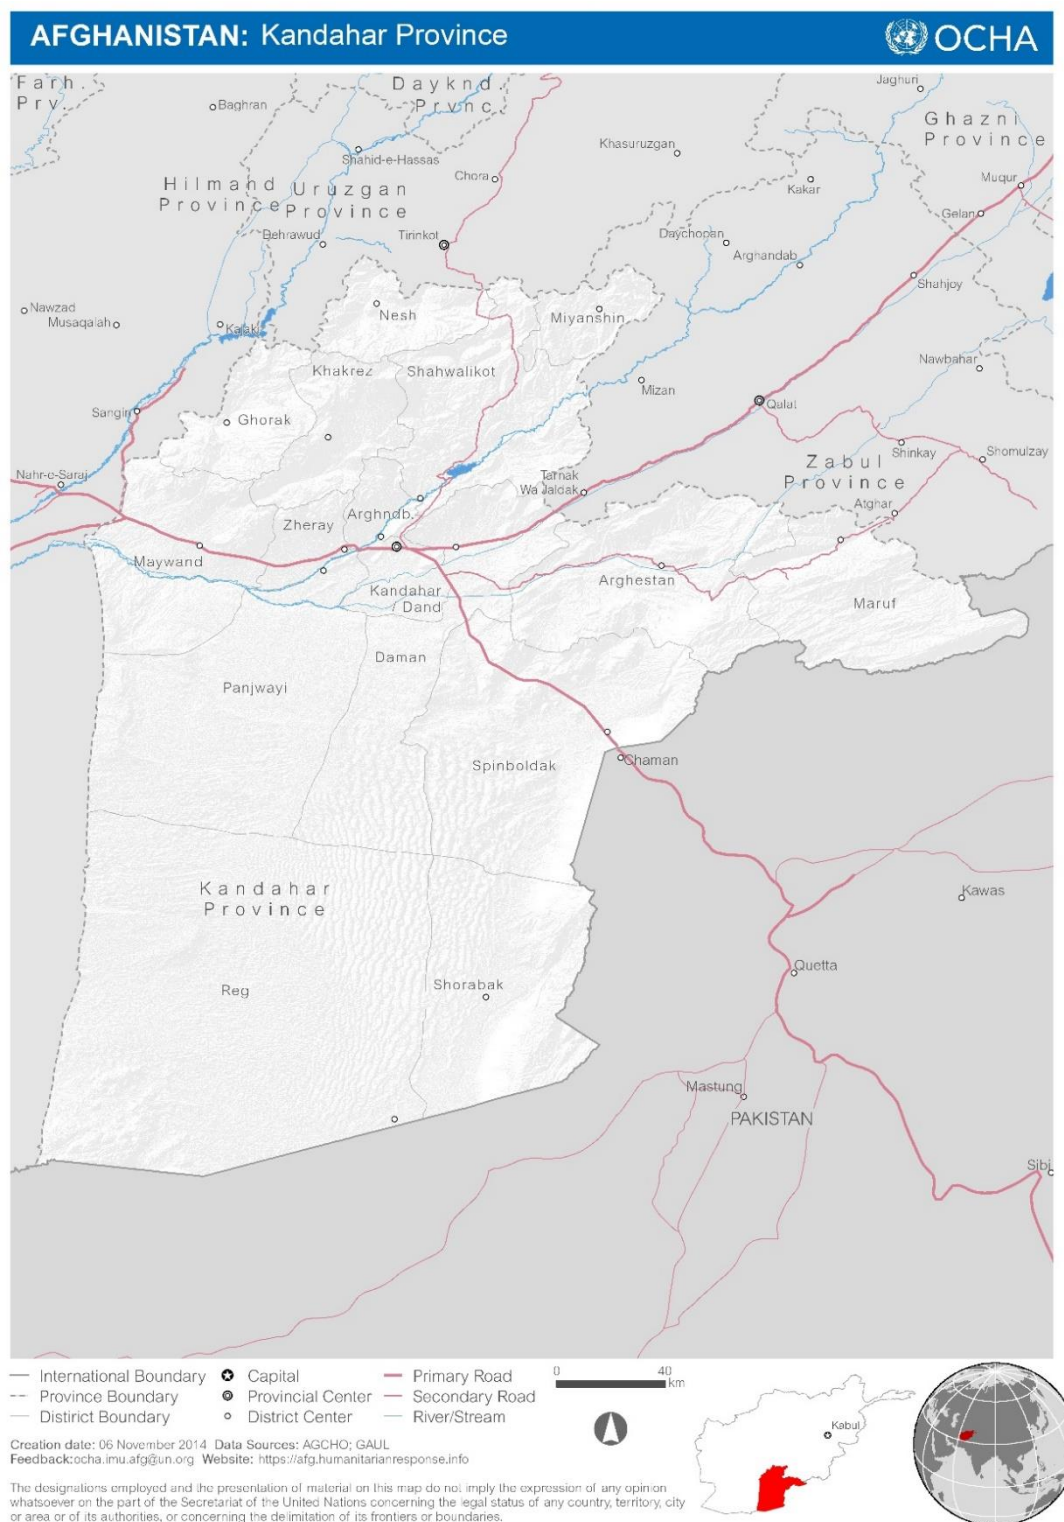 AFGHANISTAN: Kandahar Province
OCHA
Farh.
Prv.
Dayknd.
Prvnc.
Jaghuri
Baghran
Ghazni
Province
Shahid-e-Hassas
Khasuruzgan
Chora
Kakar
Muqur
Hilmand
Province
Uruzgan
Province
Gelan
Dehrawud
Tirinkot
Daychopan
Arghandab
Shahjoy
Nawzad
Musaqalah
Kajaki
Nesh
Miyanshin
Khakrez
Shahwalikot
Nawbahar
Mizan
Sangin
Ghorak
Qalat
Shinkay
Shomulzay
Zabul
Province
Nahr-e-Saraj
Tarnak
Wa Jaldak
Atghar
Arghndb.
Zheray
Maywand
Arghestan
Kandahar
Dand
Maruf
Daman
Panjwayi
Spinboldak
Chaman
Kandahar
Province
Kawas
Quetta
Reg
Shorabak
Mastung
PAKISTAN
Sibi
International Boundary
Province Boundary
Distirict Boundary
Capital
Provincial Center
District Center
Primary Road
Secondary Road
River/Stream
0 40
km
Kabul
Creation date: 06 November 2014 Data Sources: AGCHO; GAUL
Feedback:ocha.imu.afg@un.org Website: https://afg.humanitarianresponse.info
The designations employed and the presentation of material on this map do not imply the expression of any opinion
whatsoever on the part of the Secretariat of the United Nations concerning the legal status of any country, territory, city
or area or of its authorities, or concerning the delimitation of its frontiers or boundaries.